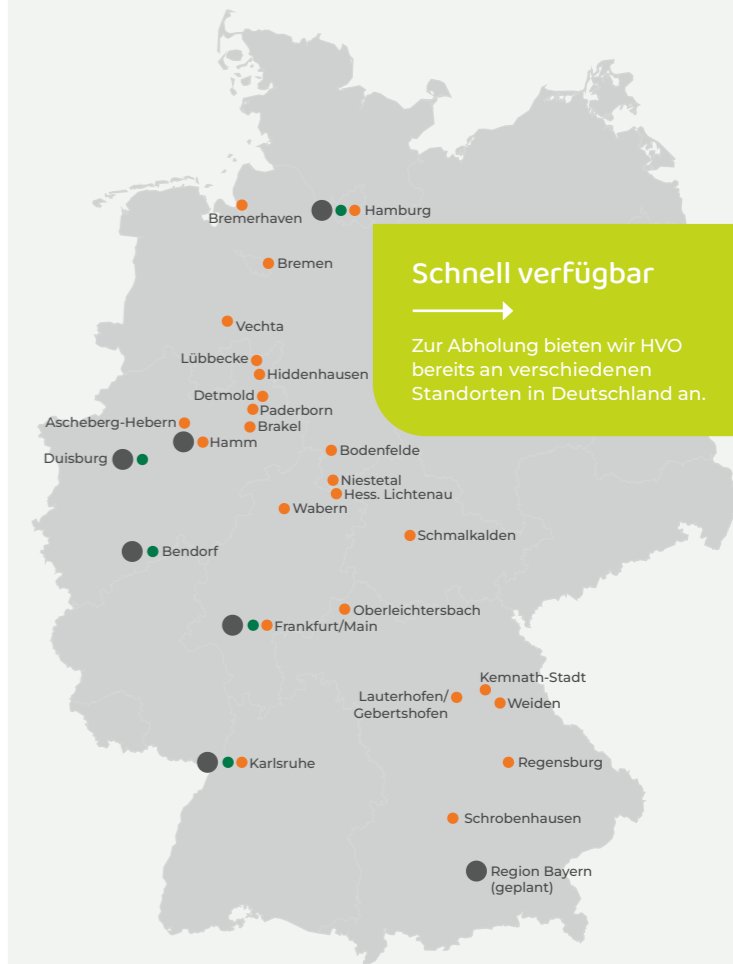 Bremerhaven
Hamburg
Bremen
Schnell verfügbar
Zur Abholung bieten wir HVO
bereits an verschiedenen
Standorten in Deutschland an.
Vechta
Lübbecke
Hiddenhausen
Detmold
Paderborn
Ascheberg-Hebern
Brakel
Hamm
Duisburg
Bodenfelde
Niestetal
Hess. Lichtenau
Wabern
Schmalkalden
Bendorf
Oberleichtersbach
Frankfurt/Main
Kemnath-Stadt
Lauterhofen/
Gebertshofen
Weiden
Karlsruhe
Regensburg
Schrobenhausen
Region Bayern
(geplant)